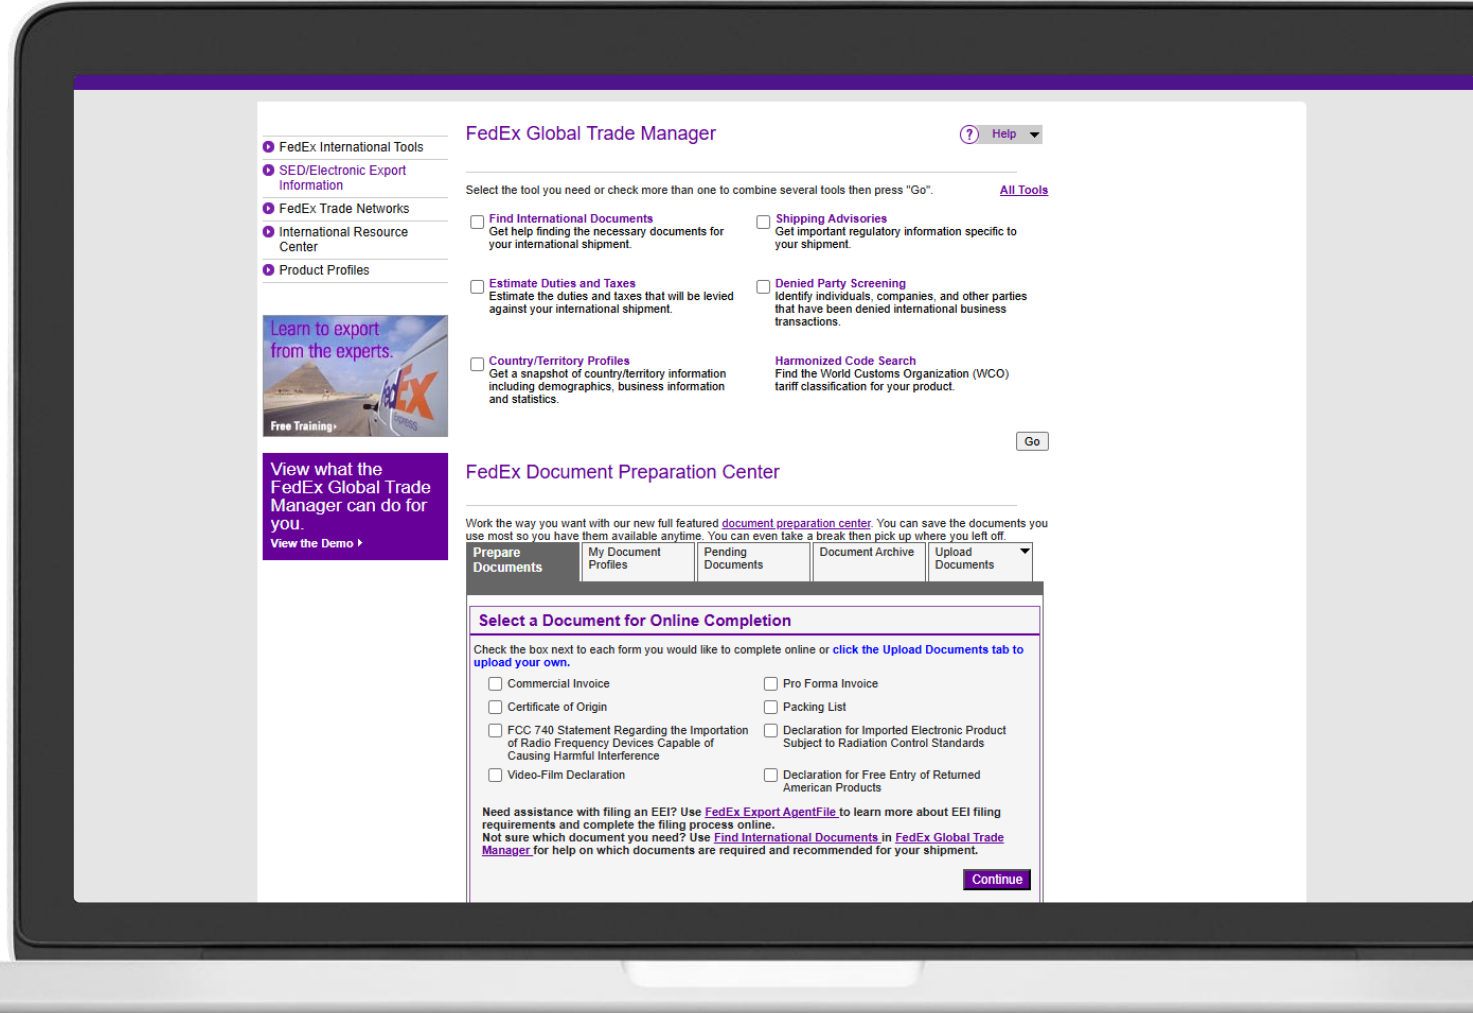 FedEx International Tools
SED/Electronic Export
Information
FedEx Trade Networks
International Resource
Center
Product Profiles
Learn to export
from the experts.
FedEx
Express
Free Training
View what the
FedEx Global Trade
Manager can do for
you.
View the Demo
FedEx Global Trade Manager
? Help
Select the tool you need or check more than one to combine several tools then press "Go".
All Tools
Find International Documents
Get help finding the necessary documents for
your international shipment.
Shipping Advisories
Get important regulatory information specific to
your shipment.
Estimate Duties and Taxes
Estimate the duties and taxes that will be levied
against your international shipment.
Denied Party Screening
Identify individuals, companies, and other parties
that have been denied international business
transactions.
Country/Territory Profiles
Get a snapshot of country/territory information
including demographics, business information
and statistics.
Harmonized Code Search
Find the World Customs Organization (WCO)
tariff classification for your product.
Go
FedEx Document Preparation Center
Work the way you want with our new full featured document preparation center. You can save the documents you
use most so you have them available anytime. You can even take a break then pick up where you left off.
Prepare
Documents
My Document
Profiles
Pending
Documents
Document Archive
Upload
Documents
Select a Document for Online Completion
Check the box next to each form you would like to complete online or click the Upload Documents tab to
upload your own.
Commercial Invoice
Pro Forma Invoice
Certificate of Origin
Packing List
FCC 740 Statement Regarding the Importation
of Radio Frequency Devices Capable of
Causing Harmful Interference
Declaration for Imported Electronic Product
Subject to Radiation Control Standards
Video-Film Declaration
Declaration for Free Entry of Returned
American Products
Need assistance with filing an EEI? Use FedEx Export AgentFile to learn more about EEI filing
requirements and complete the filing process online.
Not sure which document you need? Use Find International Documents in FedEx Global Trade
Manager for help on which documents are required and recommended for your shipment.
Continue